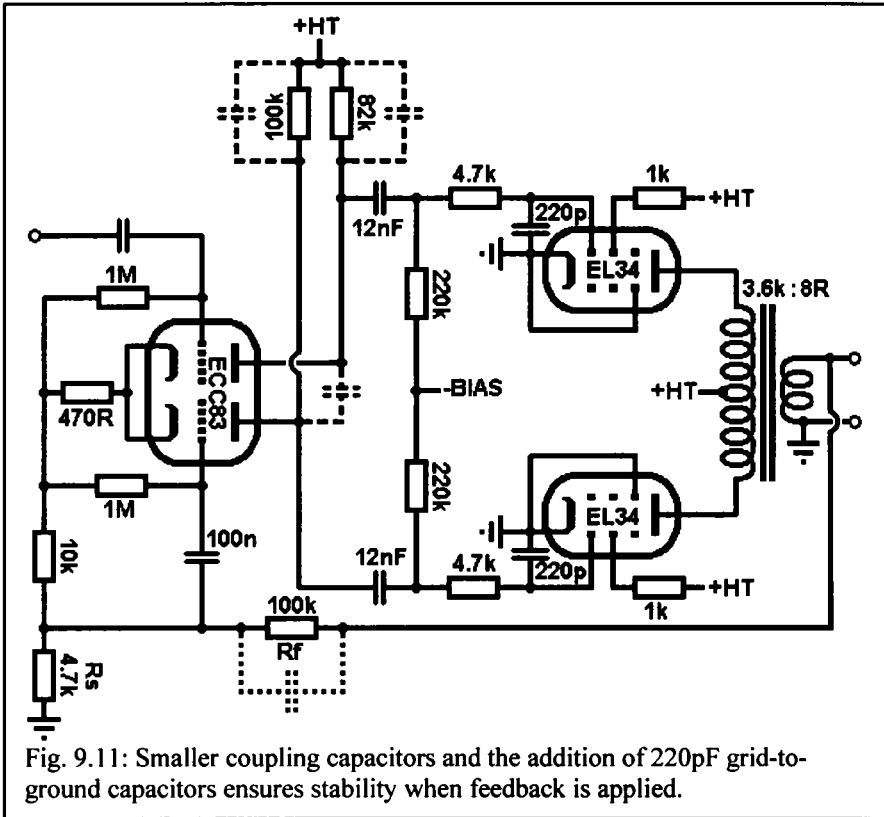 +HT
100k
82k
4.7k
1k
+HT
12nF
220p
1M
EL34
3.6k : 8R
220k
ECC83
-BIAS
+HT
470R
220k
1M
EL34
100n
12nF
4.7k
220p
+HT
10k
100k
1k
Rf
4.7k
Rs
Fig. 9.11: Smaller coupling capacitors and the addition of 220pF grid-to-
ground capacitors ensures stability when feedback is applied.